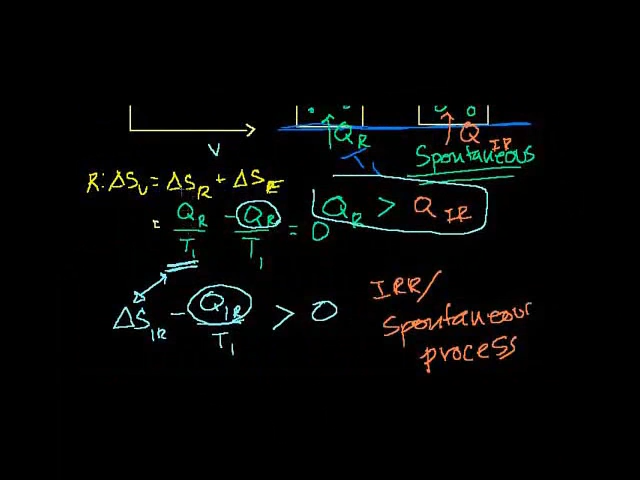 Q_R Q_IR
V T_1 Spontaneous
R: ΔS_U = ΔS_R + ΔS_E
= Q_R/T_1 - Q_R/T_1 = 0 Q_R > Q_IR
ΔS_IR - Q_IR/T_1 > 0 IRR/
Spontaneous
process